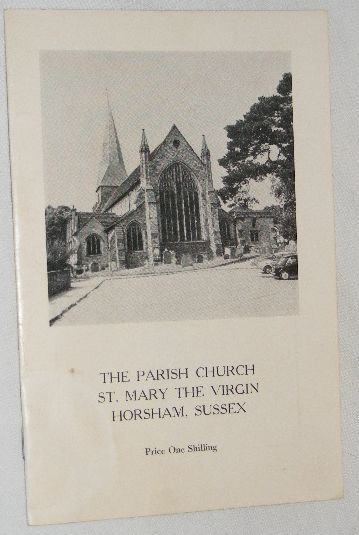 THE PARISH CHURCH
ST. MARY THE VIRGIN
HORSHAM, SUSSEX
Price One Shilling